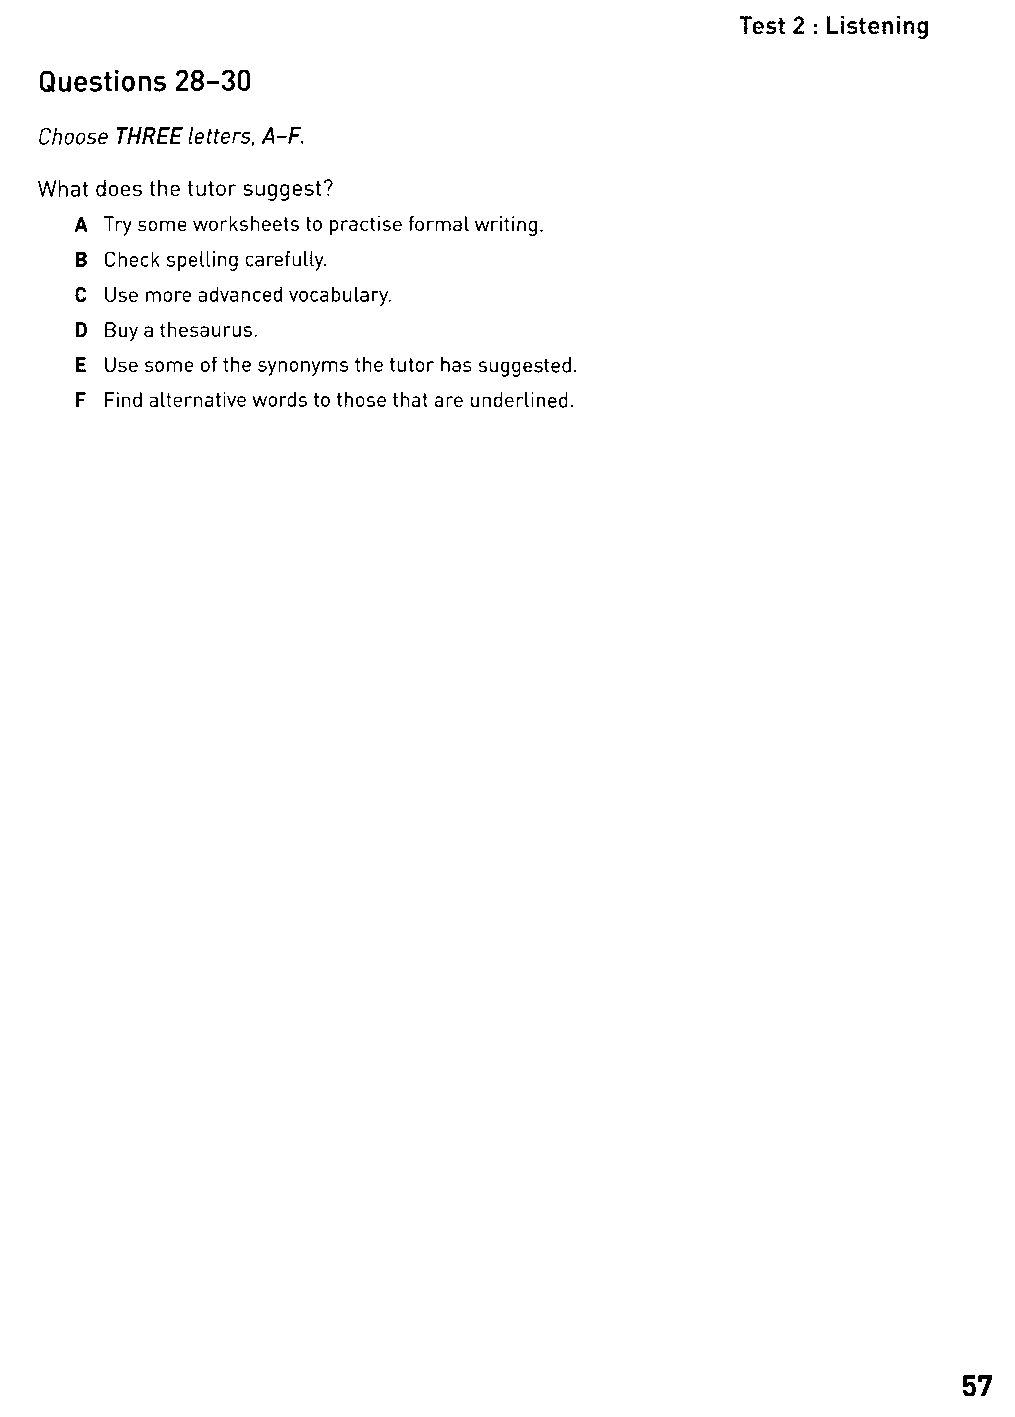 Test 2 : Listening
Questions 28–30
Choose THREE letters, A–F.
What does the tutor suggest?
A Try some worksheets to practise formal writing.
B Check spelling carefully.
C Use more advanced vocabulary.
D Buy a thesaurus.
E Use some of the synonyms the tutor has suggested.
F Find alternative words to those that are underlined.
57